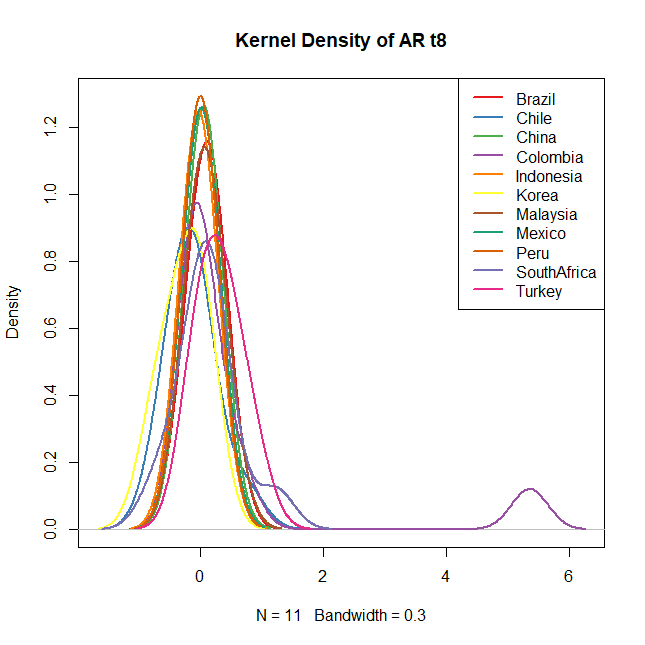 Kernel Density of AR t8
Density
0.0
0.2
0.4
0.6
0.8
1.0
1.2
Brazil
Chile
China
Colombia
Indonesia
Korea
Malaysia
Mexico
Peru
SouthAfrica
Turkey
0 2 4 6
N = 11 Bandwidth = 0.3